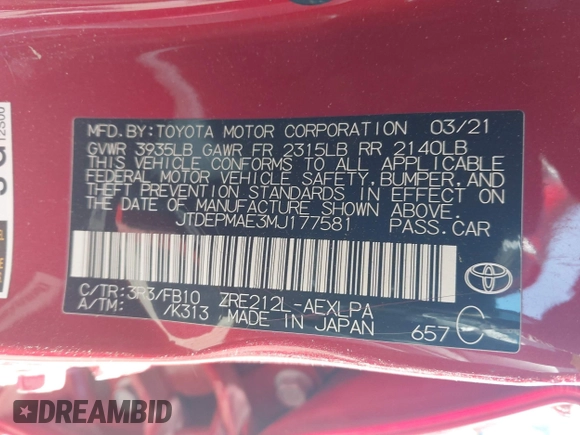 MFD.BY:TOYOTA MOTOR CORPORATION 03/21
GVWR 3935LB GAWR FR 2315LB RR 2140LB
THIS VEHICLE CONFORMS TO ALL APPLICABLE
FEDERAL MOTOR VEHICLE SAFETY,BUMPER,AND
THEFT PREVENTION STANDARDS IN EFFECT ON
THE DATE OF MANUFACTURE SHOWN ABOVE.
JTDEPMAE3MJ177581 PASS.CAR
C/TR:3R3/FB10 ZRE212L-AEXLPA
A/TM: /K313 MADE IN JAPAN 657 C
TOYOTA
12S00
DREAMBID